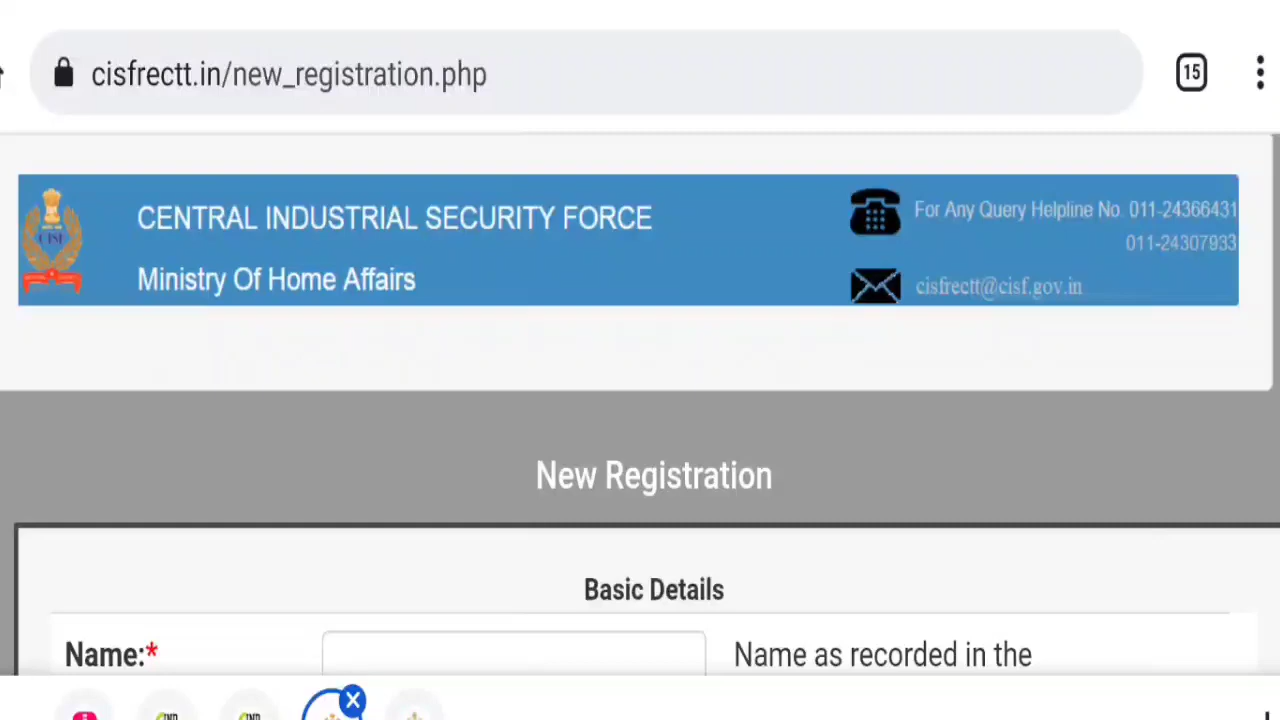 cisfrectt.in/new_registration.php
15
CENTRAL INDUSTRIAL SECURITY FORCE
Ministry Of Home Affairs
For Any Query Helpline No. 011-24366431
011-24307933
cisfrectt@cisf.gov.in
New Registration
Basic Details
Name:*
Name as recorded in the